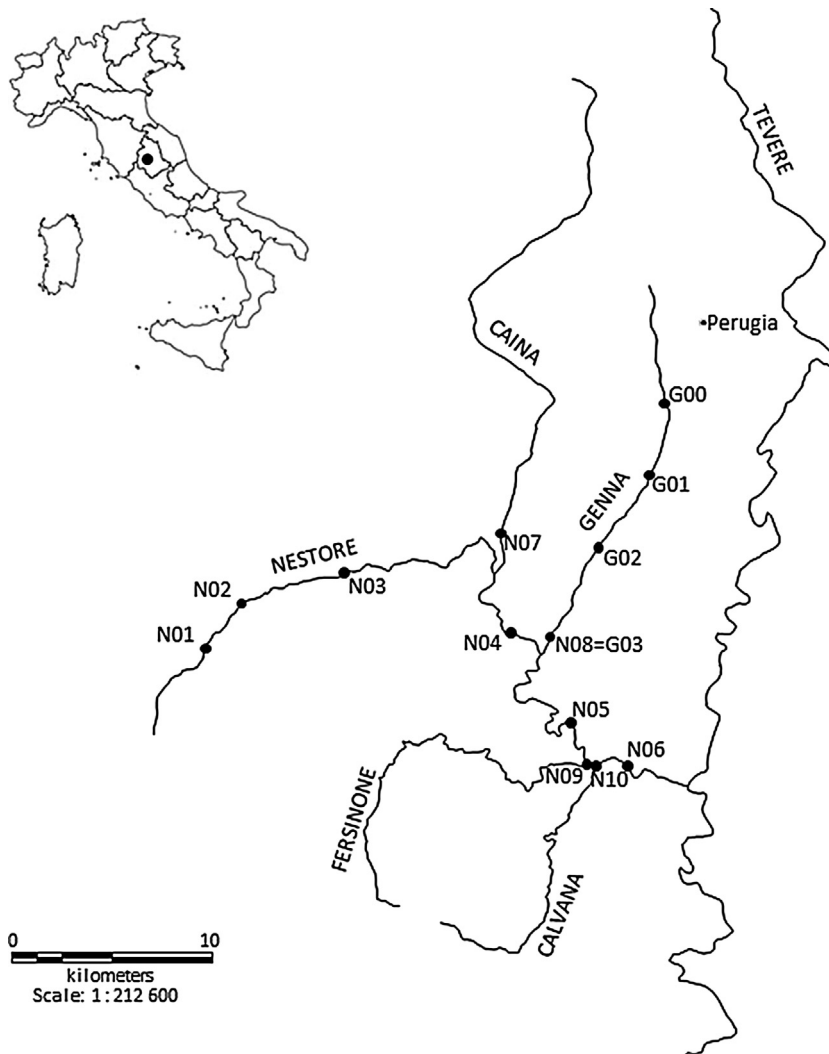 TEVERE
CAINA
Perugia
G00
G01
GENNA
N07
G02
NESTORE
N03
N02
N01
N04
N08=G03
N05
N06
N09
N10
FERSINONE
CALVANA
0 10
kilometers
Scale: 1:212 600